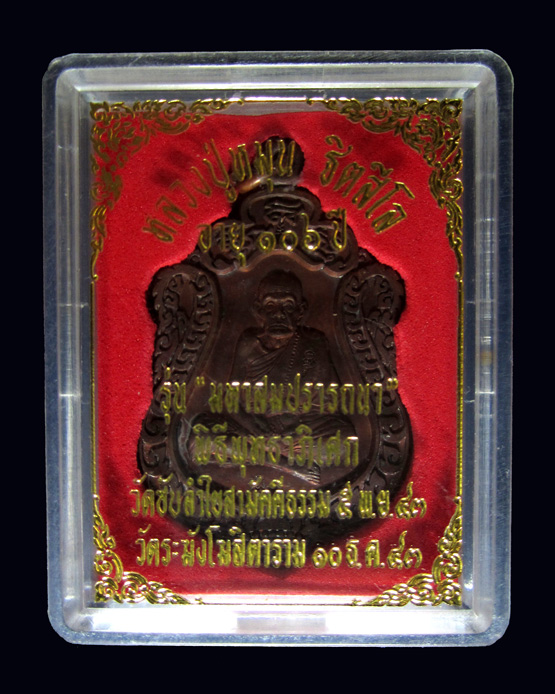 หลวงปู่หมุน ฐิตสีโล
อายุ ๑๐๖ ปี
รุ่น "มหาสมปรารถนา"
พิธีพุทธาภิเศก
วัดซับลำใยสามัคคีธรรม ๕ พ.ย. ๔๓
วัดระฆังโฆสิตาราม ๑๐ ธ.ค. ๔๓